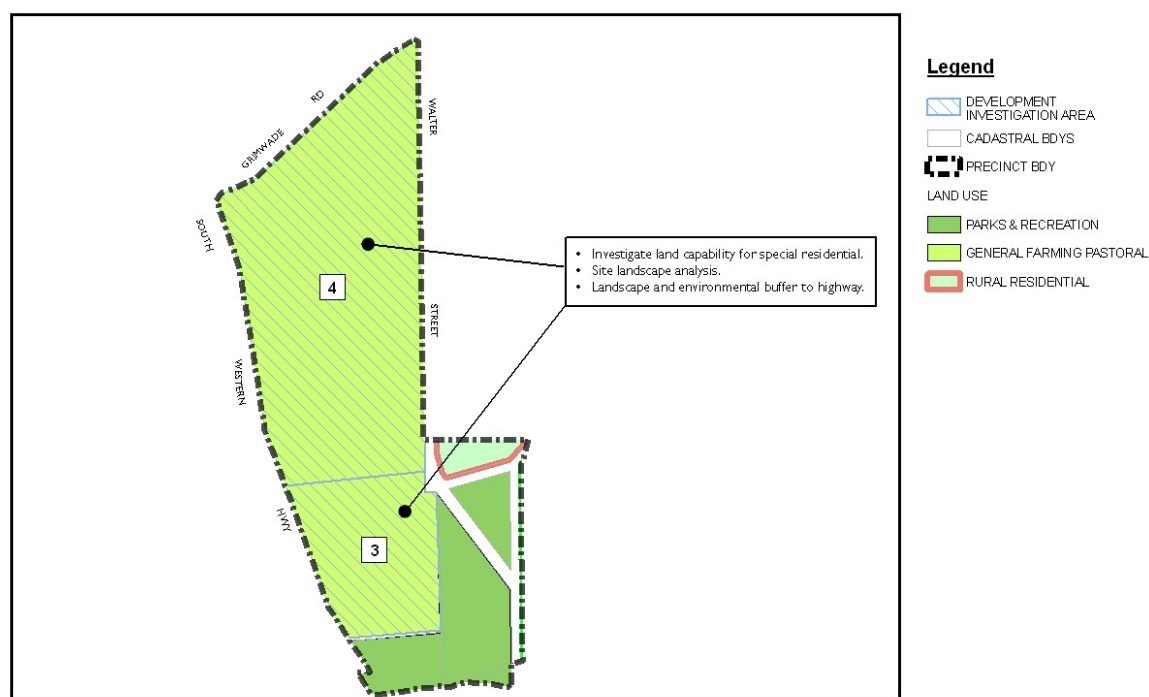 GRIMWADE RD
WALTER
SOUTH
4
STREET
WESTERN
HWY
3
• Investigate land capability for special residential.
• Site landscape analysis.
• Landscape and environmental buffer to highway.
Legend
DEVELOPMENT
INVESTIGATION AREA
CADASTRAL BDYS
PRECINCT BDY
LAND USE
PARKS & RECREATION
GENERAL FARMING PASTORAL
RURAL RESIDENTIAL